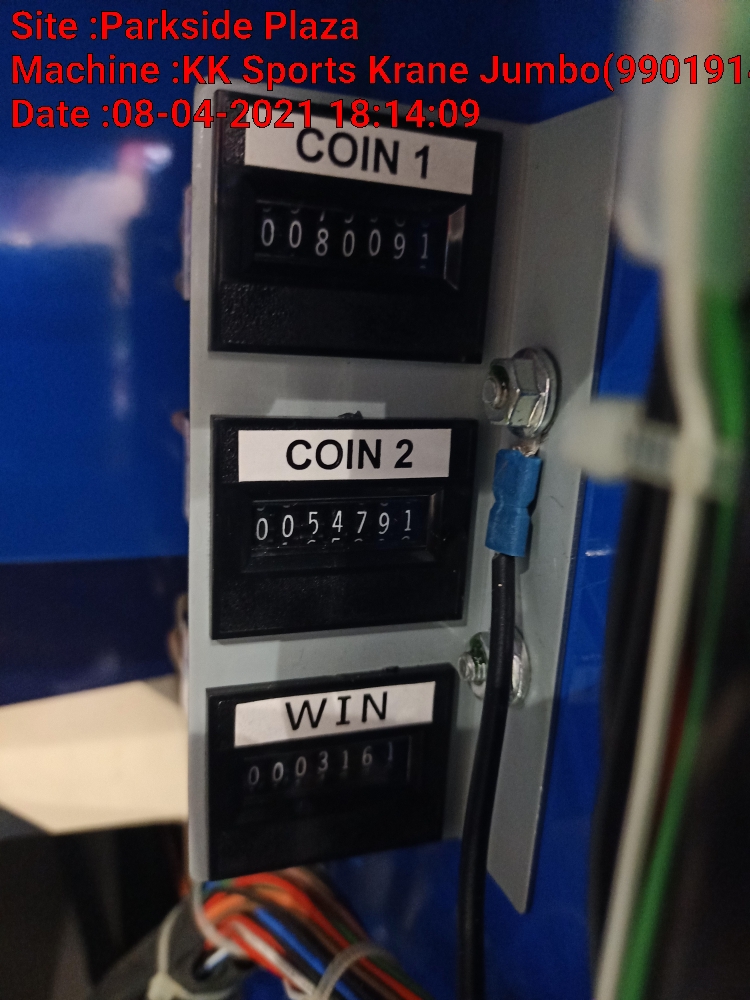 Site :Parkside Plaza
Machine :KK Sports Krane Jumbo(990191
Date :08-04-2021 18:14:09
COIN 1
0080091
COIN 2
0054791
WIN
0003161